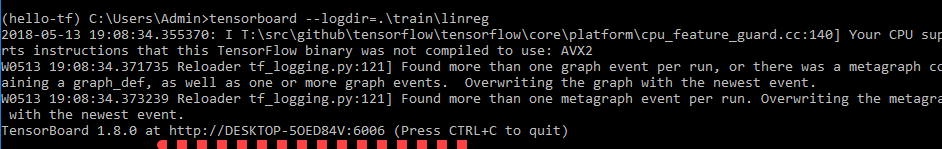 (hello-tf) C:\Users\Admin>tensorboard --logdir=.\train\linreg
2018-05-13 19:08:34.355370: I T:\src\github\tensorflow\tensorflow\core\platform\cpu_feature_guard.cc:140] Your CPU sup
rts instructions that this TensorFlow binary was not compiled to use: AVX2
W0513 19:08:34.371735 Reloader tf_logging.py:121] Found more than one graph event per run, or there was a metagraph co
aining a graph_def, as well as one or more graph events.  Overwriting the graph with the newest event.
W0513 19:08:34.373239 Reloader tf_logging.py:121] Found more than one metagraph event per run. Overwriting the metagra
 with the newest event.
TensorBoard 1.8.0 at http://DESKTOP-5OED84V:6006 (Press CTRL+C to quit)